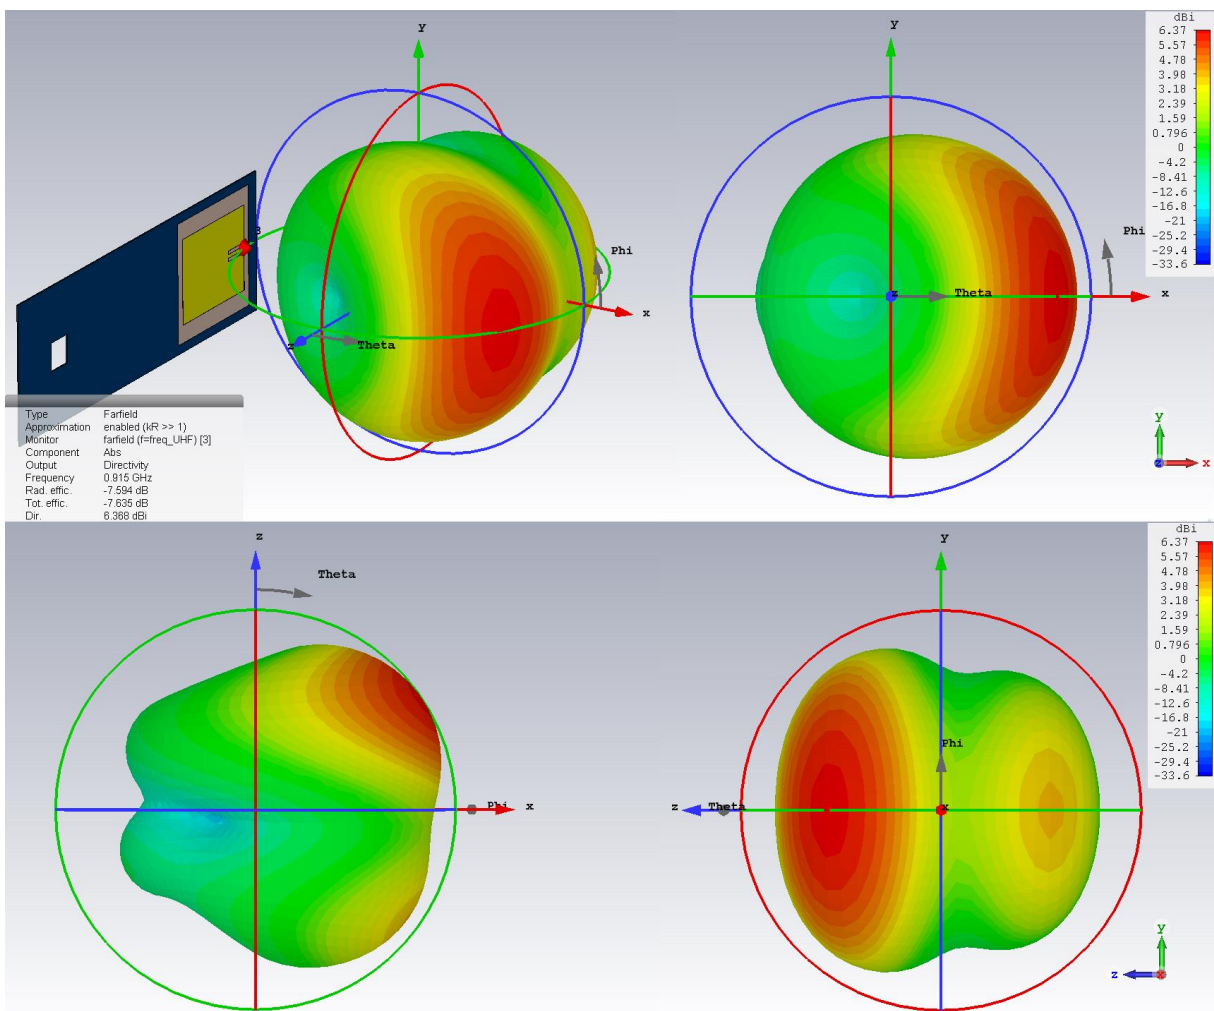 y
3
Phi
x
z
Theta
Type Farfield
Approximation enabled (kR >> 1)
Monitor farfield (f=freq_UHF) [3]
Component Abs
Output Directivity
Frequency 0.915 GHz
Rad. effic. -7.594 dB
Tot. effic. -7.635 dB
Dir. 6.368 dBi
y
Phi
z
Theta
x
y
z
x
dBi
6.37
5.57
4.78
3.98
3.18
2.39
1.59
0.796
0
-4.2
-8.41
-12.6
-16.8
-21
-25.2
-29.4
-33.6
z
Theta
Phi
x
y
Phi
z
Theta
x
y
z
x
dBi
6.37
5.57
4.78
3.98
3.18
2.39
1.59
0.796
0
-4.2
-8.41
-12.6
-16.8
-21
-25.2
-29.4
-33.6